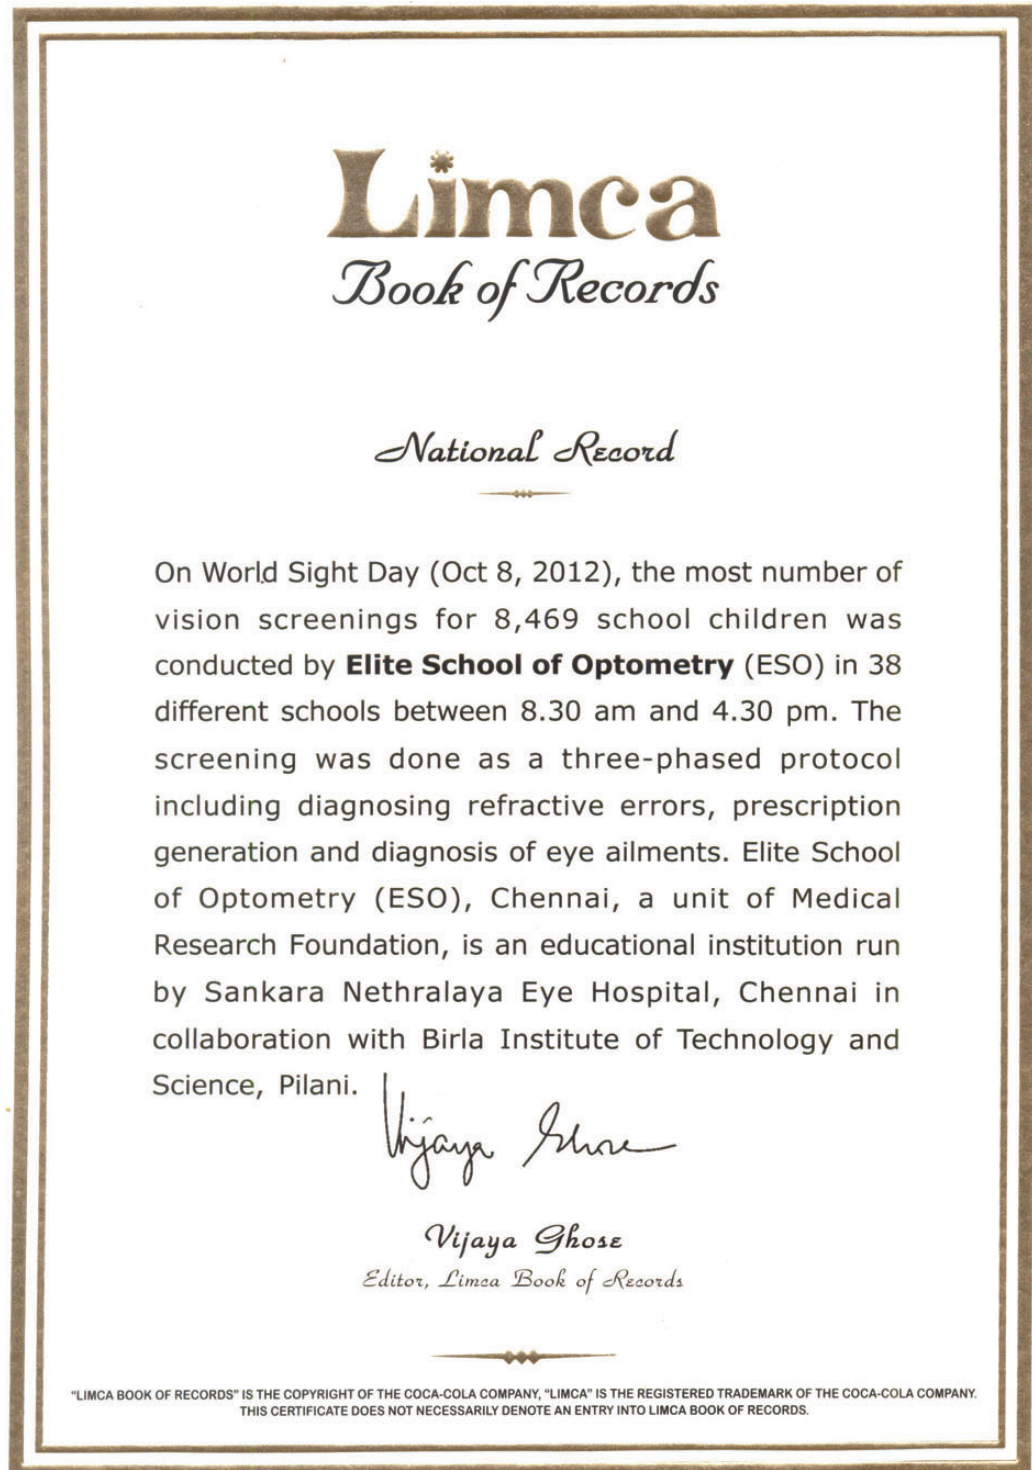 Limca
Book of Records
National Record
On World Sight Day (Oct 8, 2012), the most number of
vision screenings for 8,469 school children was
conducted by Elite School of Optometry (ESO) in 38
different schools between 8.30 am and 4.30 pm. The
screening was done as a three-phased protocol
including diagnosing refractive errors, prescription
generation and diagnosis of eye ailments. Elite School
of Optometry (ESO), Chennai, a unit of Medical
Research Foundation, is an educational institution run
by Sankara Nethralaya Eye Hospital, Chennai in
collaboration with Birla Institute of Technology and
Science, Pilani.
Vijaya Ghose
Vijaya Ghose
Editor, Limca Book of Records
"LIMCA BOOK OF RECORDS" IS THE COPYRIGHT OF THE COCA-COLA COMPANY, "LIMCA" IS THE REGISTERED TRADEMARK OF THE COCA-COLA COMPANY.
THIS CERTIFICATE DOES NOT NECESSARILY DENOTE AN ENTRY INTO LIMCA BOOK OF RECORDS.